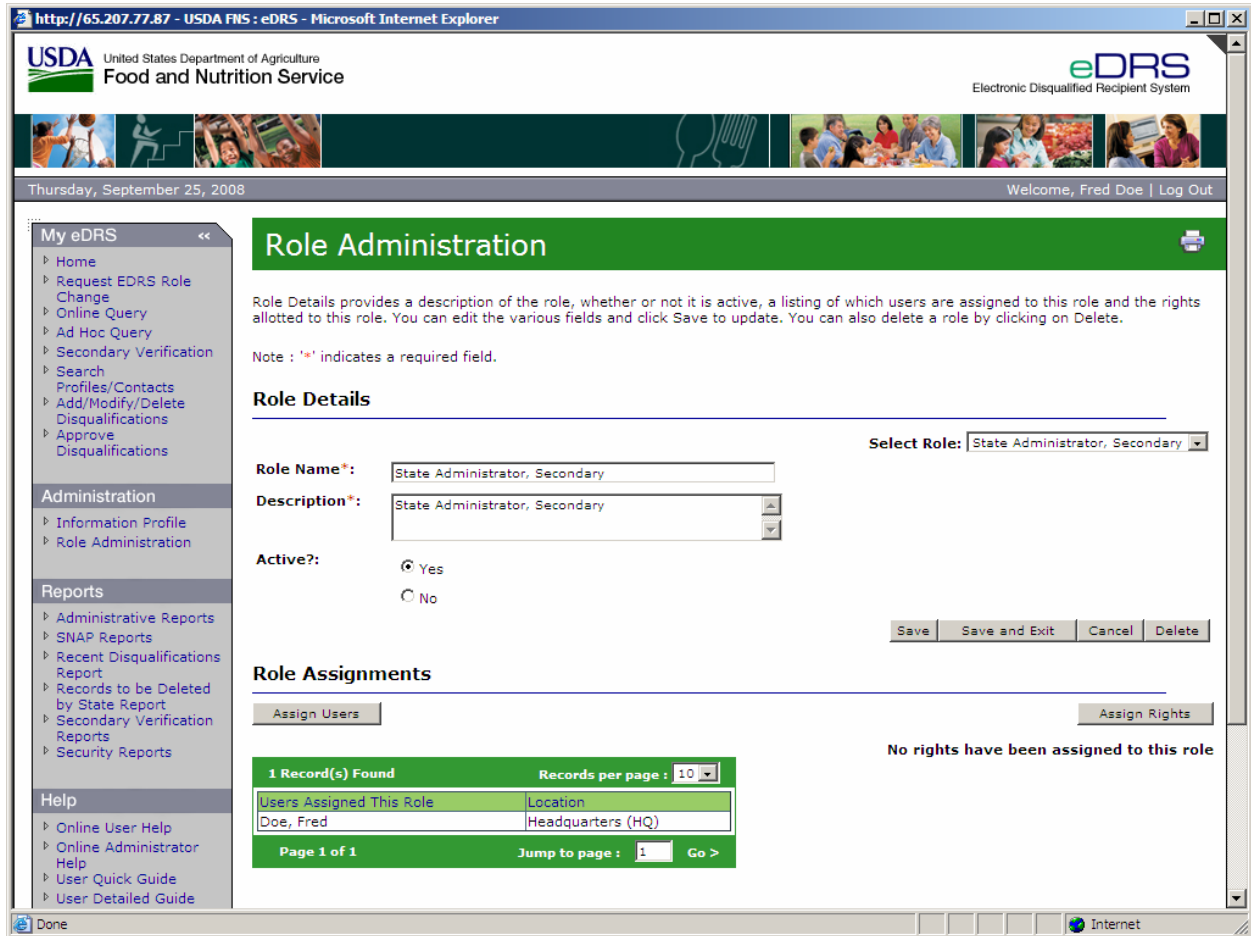 http://65.207.77.87 - USDA FNS : eDRS - Microsoft Internet Explorer
USDA United States Department of Agriculture
Food and Nutrition Service
eDRS
Electronic Disqualified Recipient System
Thursday, September 25, 2008
Welcome, Fred Doe | Log Out
My eDRS <<
Home
Request EDRS Role
Change
Online Query
Ad Hoc Query
Secondary Verification
Search
Profiles/Contacts
Add/Modify/Delete
Disqualifications
Approve
Disqualifications
Administration
Information Profile
Role Administration
Reports
Administrative Reports
SNAP Reports
Recent Disqualifications
Report
Records to be Deleted
by State Report
Secondary Verification
Reports
Security Reports
Help
Online User Help
Online Administrator
Help
User Quick Guide
User Detailed Guide
Role Administration
Role Details provides a description of the role, whether or not it is active, a listing of which users are assigned to this role and the rights
allotted to this role. You can edit the various fields and click Save to update. You can also delete a role by clicking on Delete.
Note : '*' indicates a required field.
Role Details
Select Role: State Administrator, Secondary
Role Name*: State Administrator, Secondary
Description*: State Administrator, Secondary
Active?: Yes
No
Save Save and Exit Cancel Delete
Role Assignments
Assign Users Assign Rights
No rights have been assigned to this role
1 Record(s) Found Records per page : 10
Users Assigned This Role Location
Doe, Fred Headquarters (HQ)
Page 1 of 1 Jump to page : 1 Go >
Done Internet